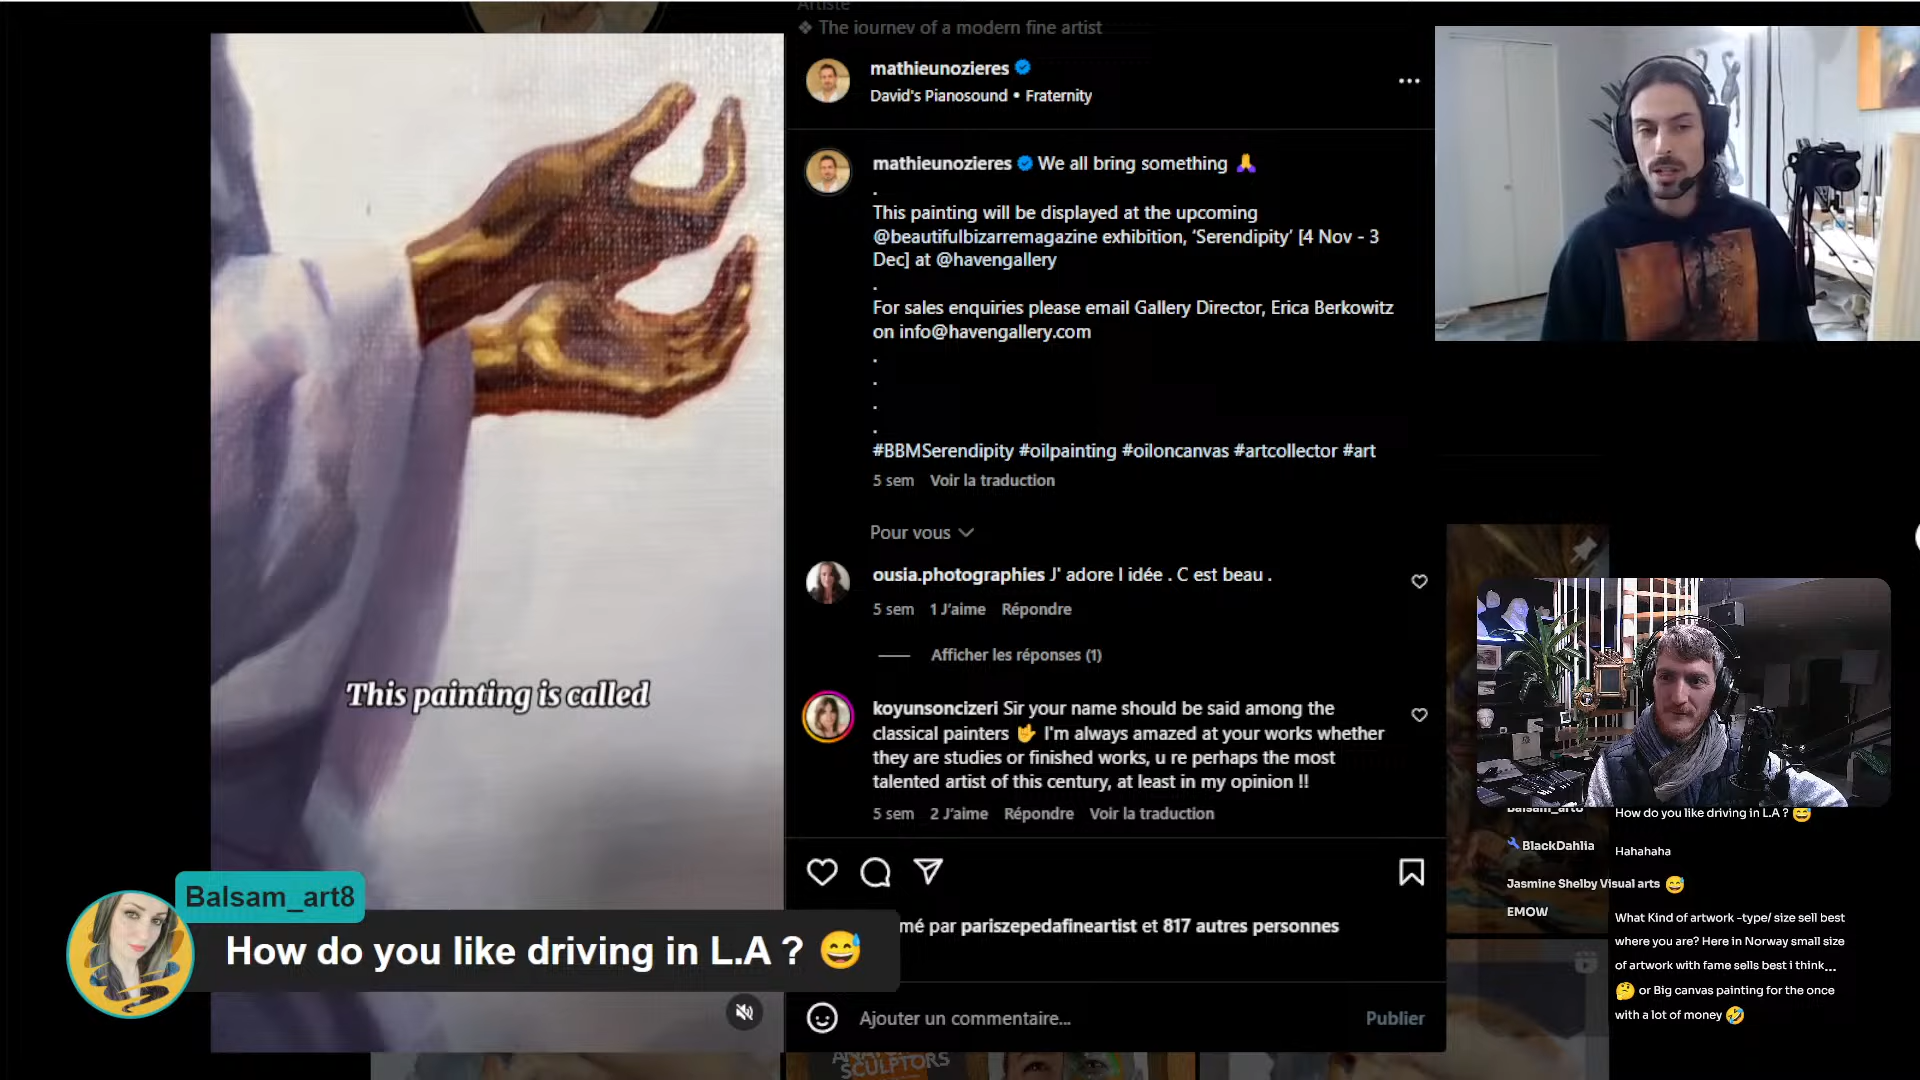 Artiste
❖ The journey of a modern fine artist
mathieunozieres
David's Pianosound • Fraternity
mathieunozieres We all bring something 🙏
.
This painting will be displayed at the upcoming
@beautifulbizarremagazine exhibition, ‘Serendipity’ [4 Nov - 3
Dec] at @havengallery
.
For sales enquiries please email Gallery Director, Erica Berkowitz
on info@havengallery.com
.
.
.
.
#BBMSerendipity #oilpainting #oiloncanvas #artcollector #art
5 sem Voir la traduction
Pour vous
ousia.photographies J' adore l idée . C est beau .
5 sem 1 J’aime Répondre
Afficher les réponses (1)
koyunsoncizeri Sir your name should be said among the
classical painters 🤟 I'm always amazed at your works whether
they are studies or finished works, u re perhaps the most
talented artist of this century, at least in my opinion !!
5 sem 2 J’aime Répondre Voir la traduction
mé par pariszepedafineartist et 817 autres personnes
Ajouter un commentaire...
Publier
This painting is called
Balsam_art8
How do you like driving in L.A ? 😅
Balsam_art8
How do you like driving in L.A ? 😅
BlackDahlia
Hahahaha
Jasmine Shelby Visual arts 😅
EMOW
What Kind of artwork -type/ size sell best
where you are? Here in Norway small size
of artwork with fame sells best i think...
🤔 or Big canvas painting for the once
with a lot of money 🤣
SCULPTORS